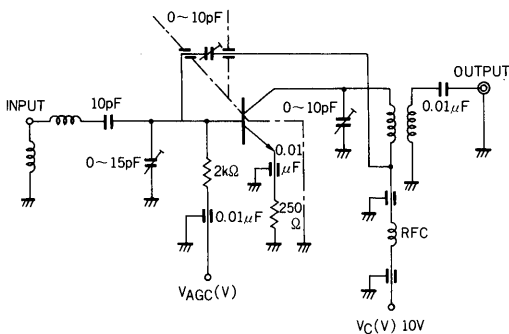 0~10pF
INPUT
10pF
0~15pF
2kΩ
0.01μF
VAGC(V)
0.01
μF
250
Ω
0~10pF
0.01μF
OUTPUT
RFC
VC(V) 10V